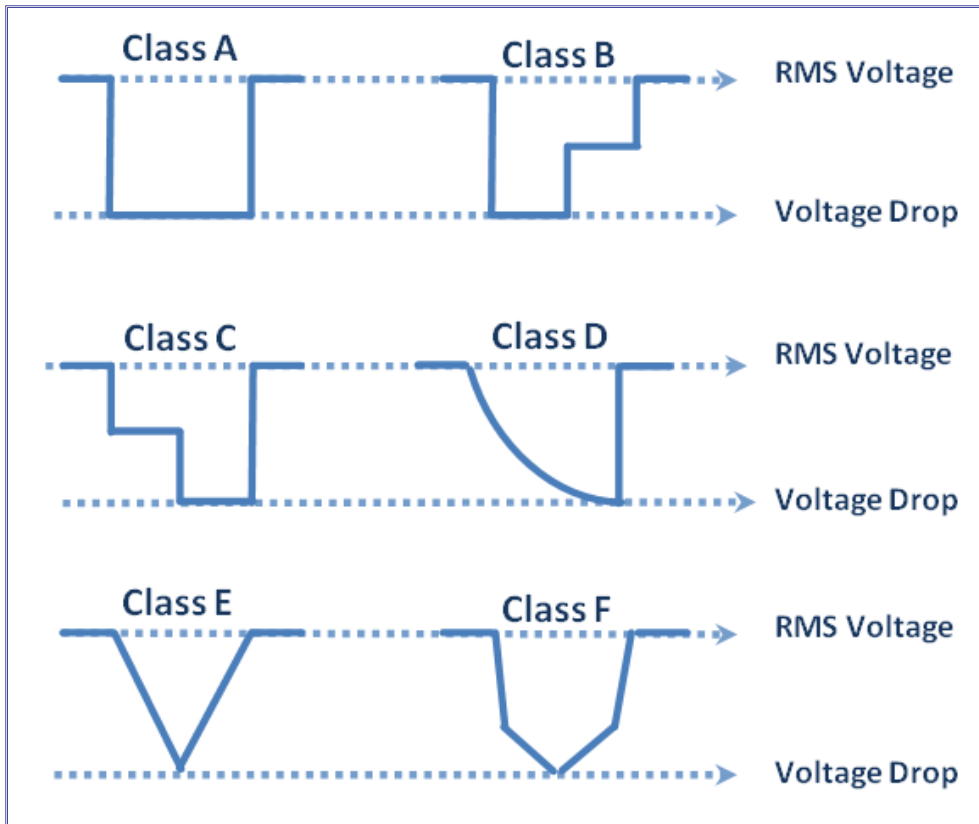 Class A
Class B
RMS Voltage
Voltage Drop
Class C
Class D
RMS Voltage
Voltage Drop
Class E
Class F
RMS Voltage
Voltage Drop